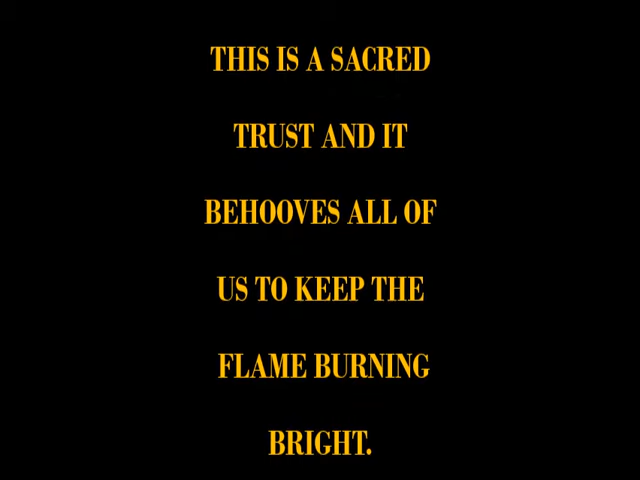 THIS IS A SACRED
TRUST AND IT
BEHOOVES ALL OF
US TO KEEP THE
FLAME BURNING
BRIGHT.